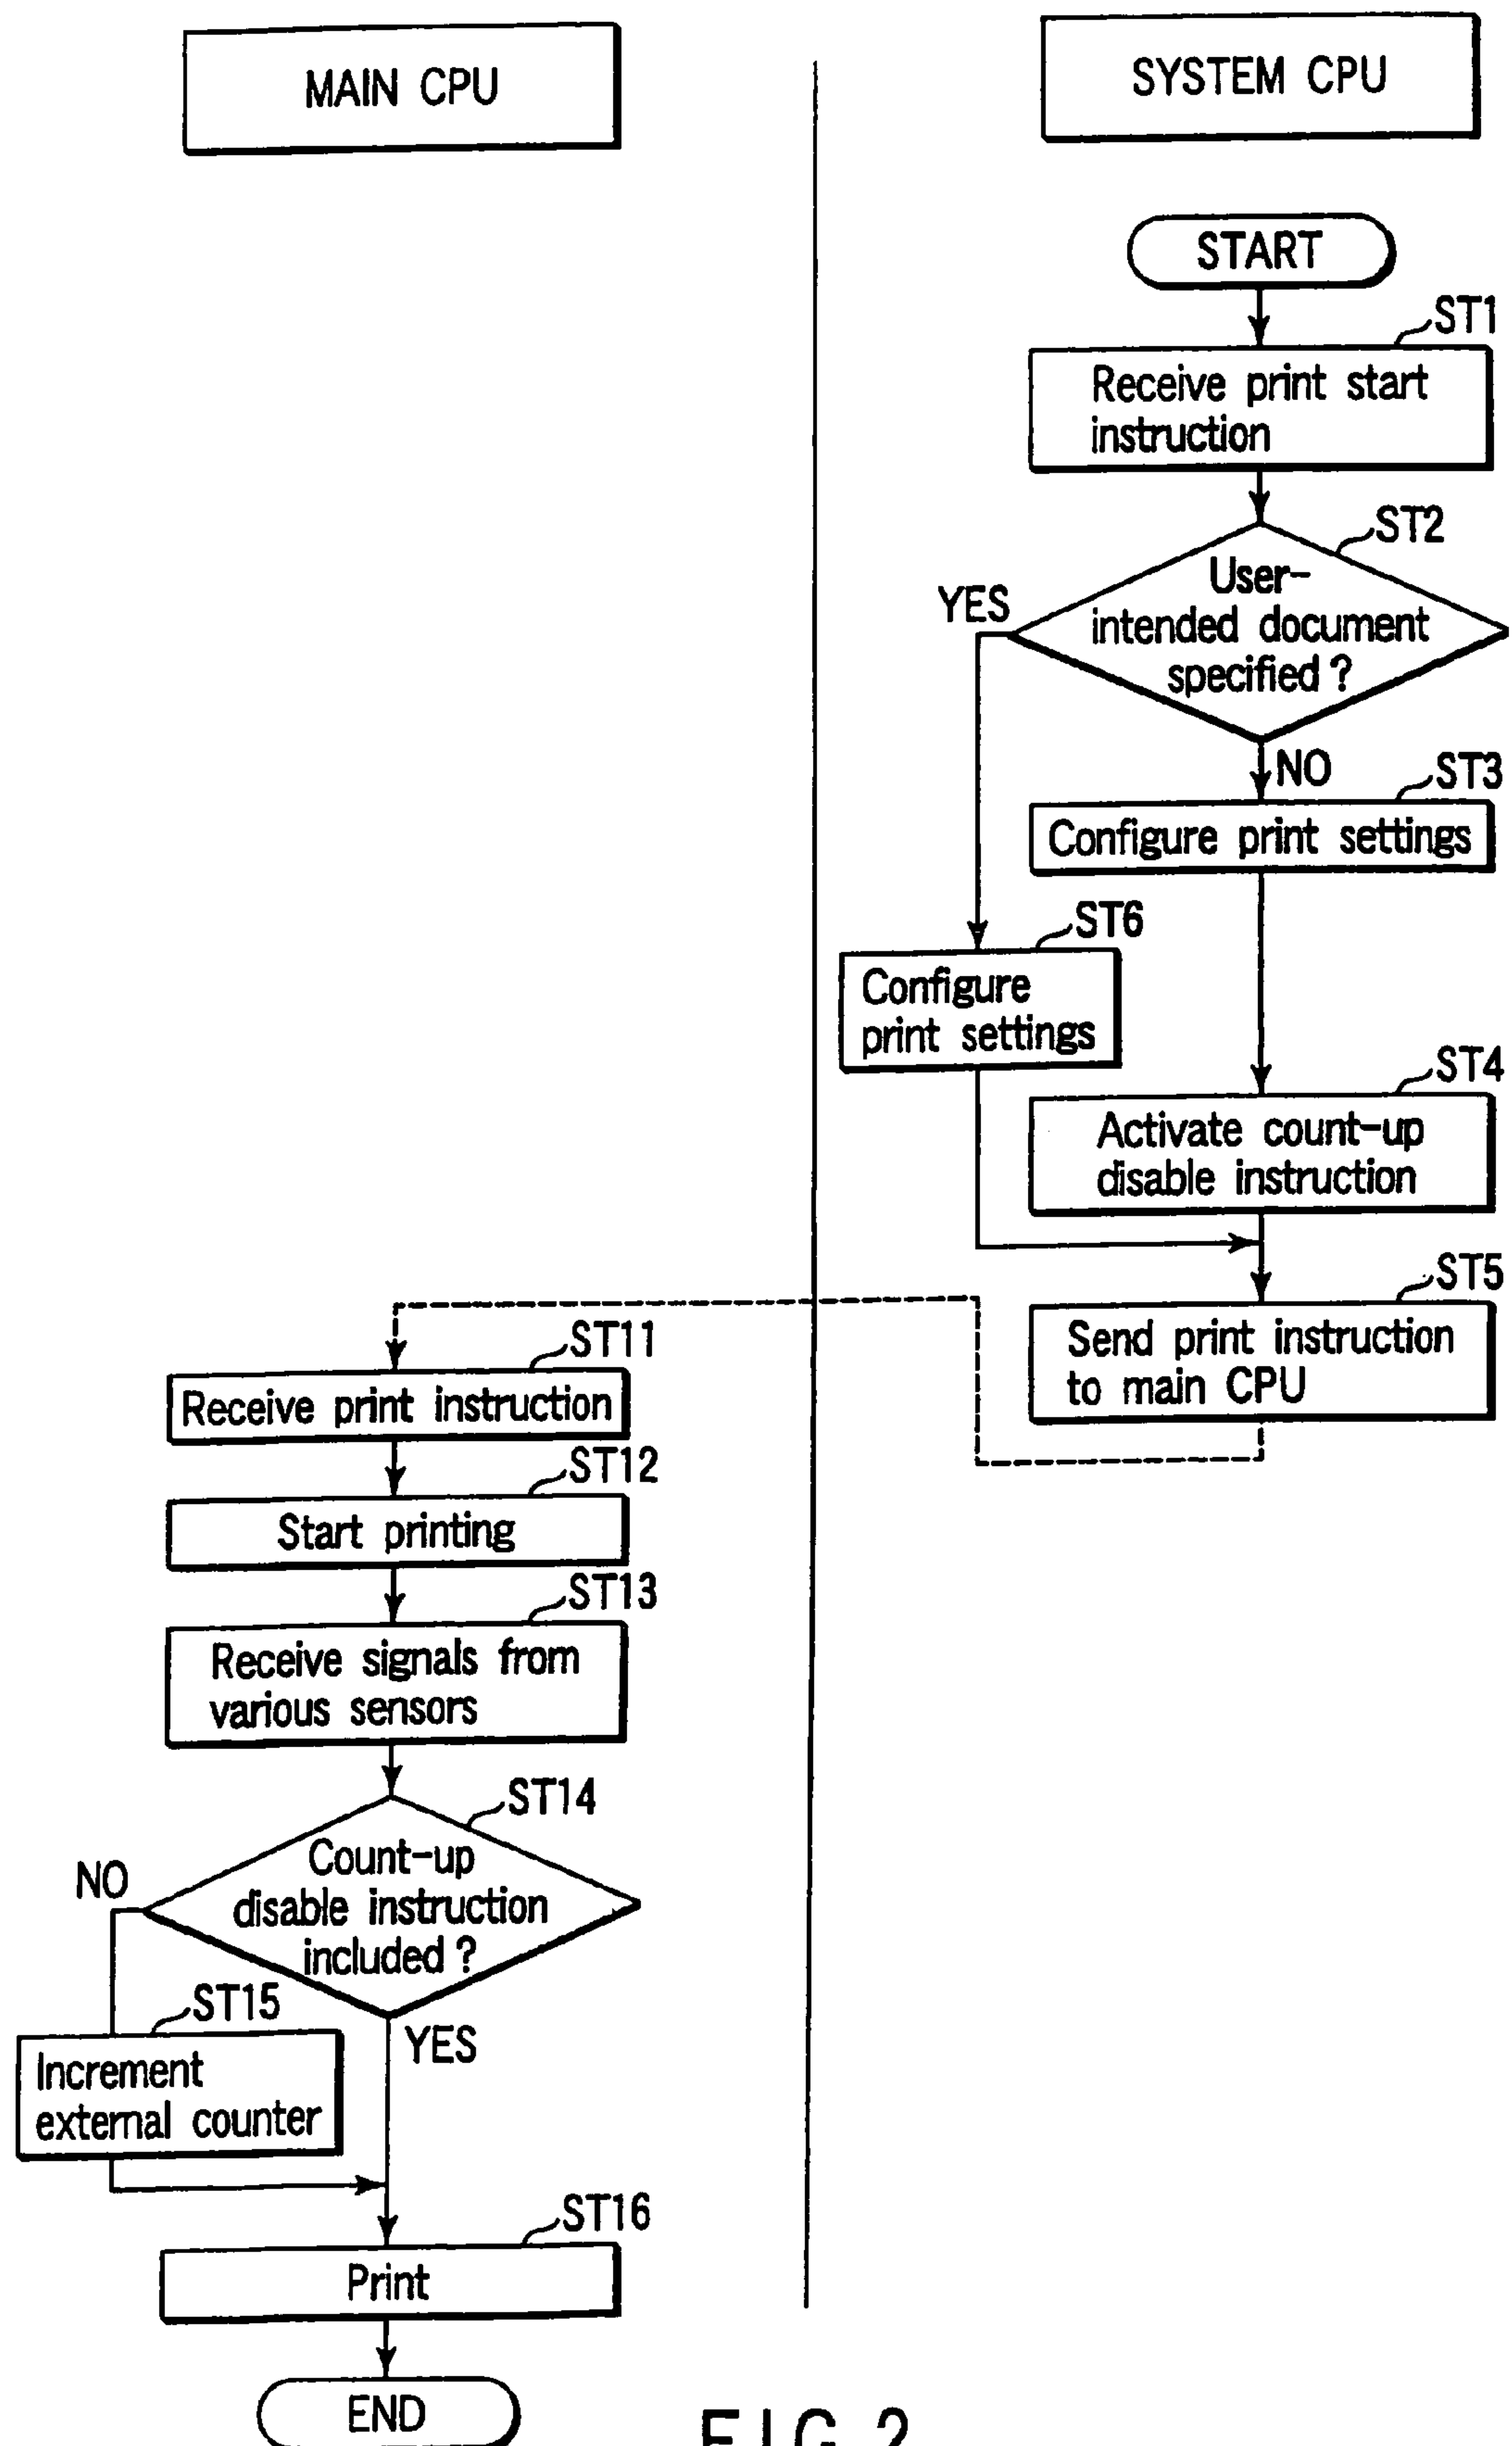 MAIN CPU
SYSTEM CPU
START
ST1
Receive print start
instruction
ST2
User-
intended document
specified ?
YES
NO
ST3
Configure print settings
ST6
Configure
print settings
ST4
Activate count-up
disable instruction
ST5
Send print instruction
to main CPU
ST11
Receive print instruction
ST12
Start printing
ST13
Receive signals from
various sensors
ST14
Count-up
disable instruction
included ?
NO
YES
ST15
Increment
external counter
ST16
Print
END
FIG. 2